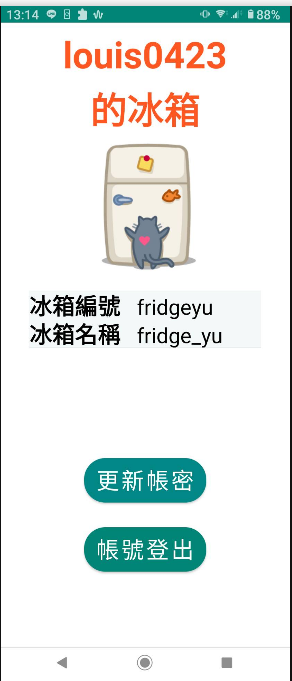 13:14 88%
louis0423
的冰箱
冰箱編號 fridgeyu
冰箱名稱 fridge_yu
更新帳密
帳號登出